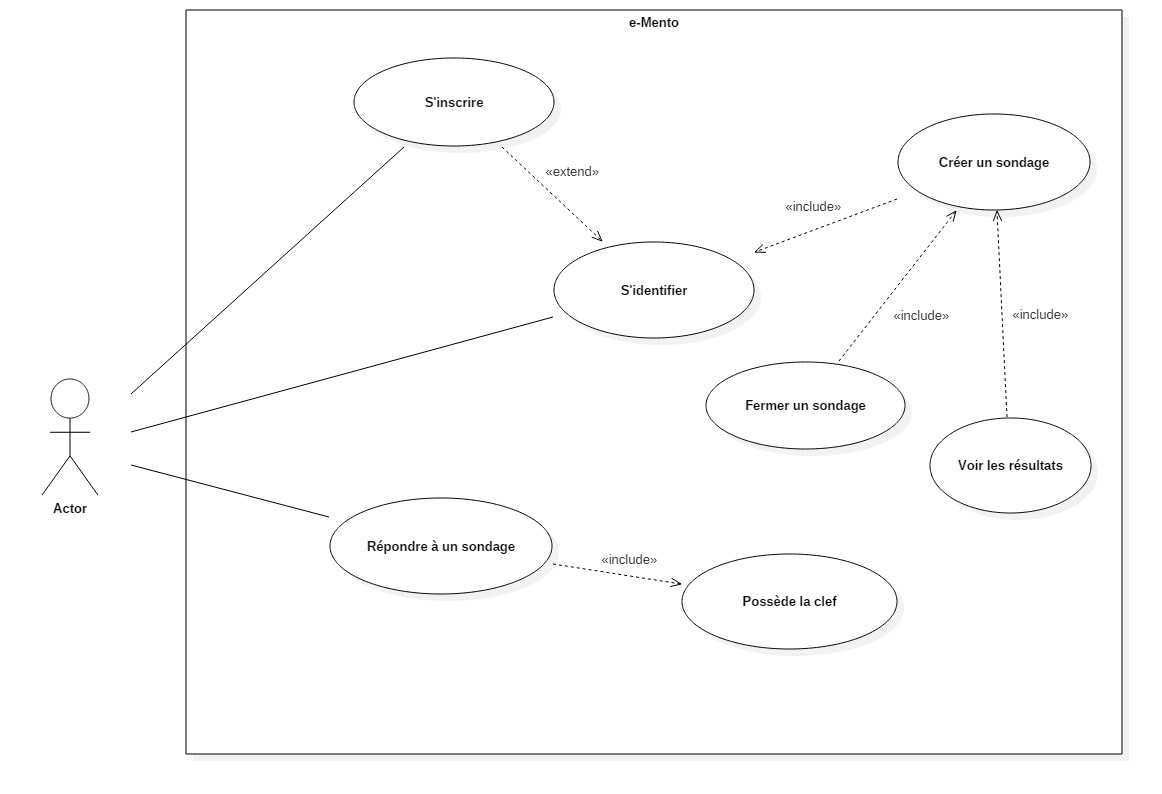 e-Mento
S'inscrire
Créer un sondage
«extend»
«include»
S'identifier
«include»
«include»
Fermer un sondage
Voir les résultats
Actor
Répondre à un sondage
«include»
Possède la clef